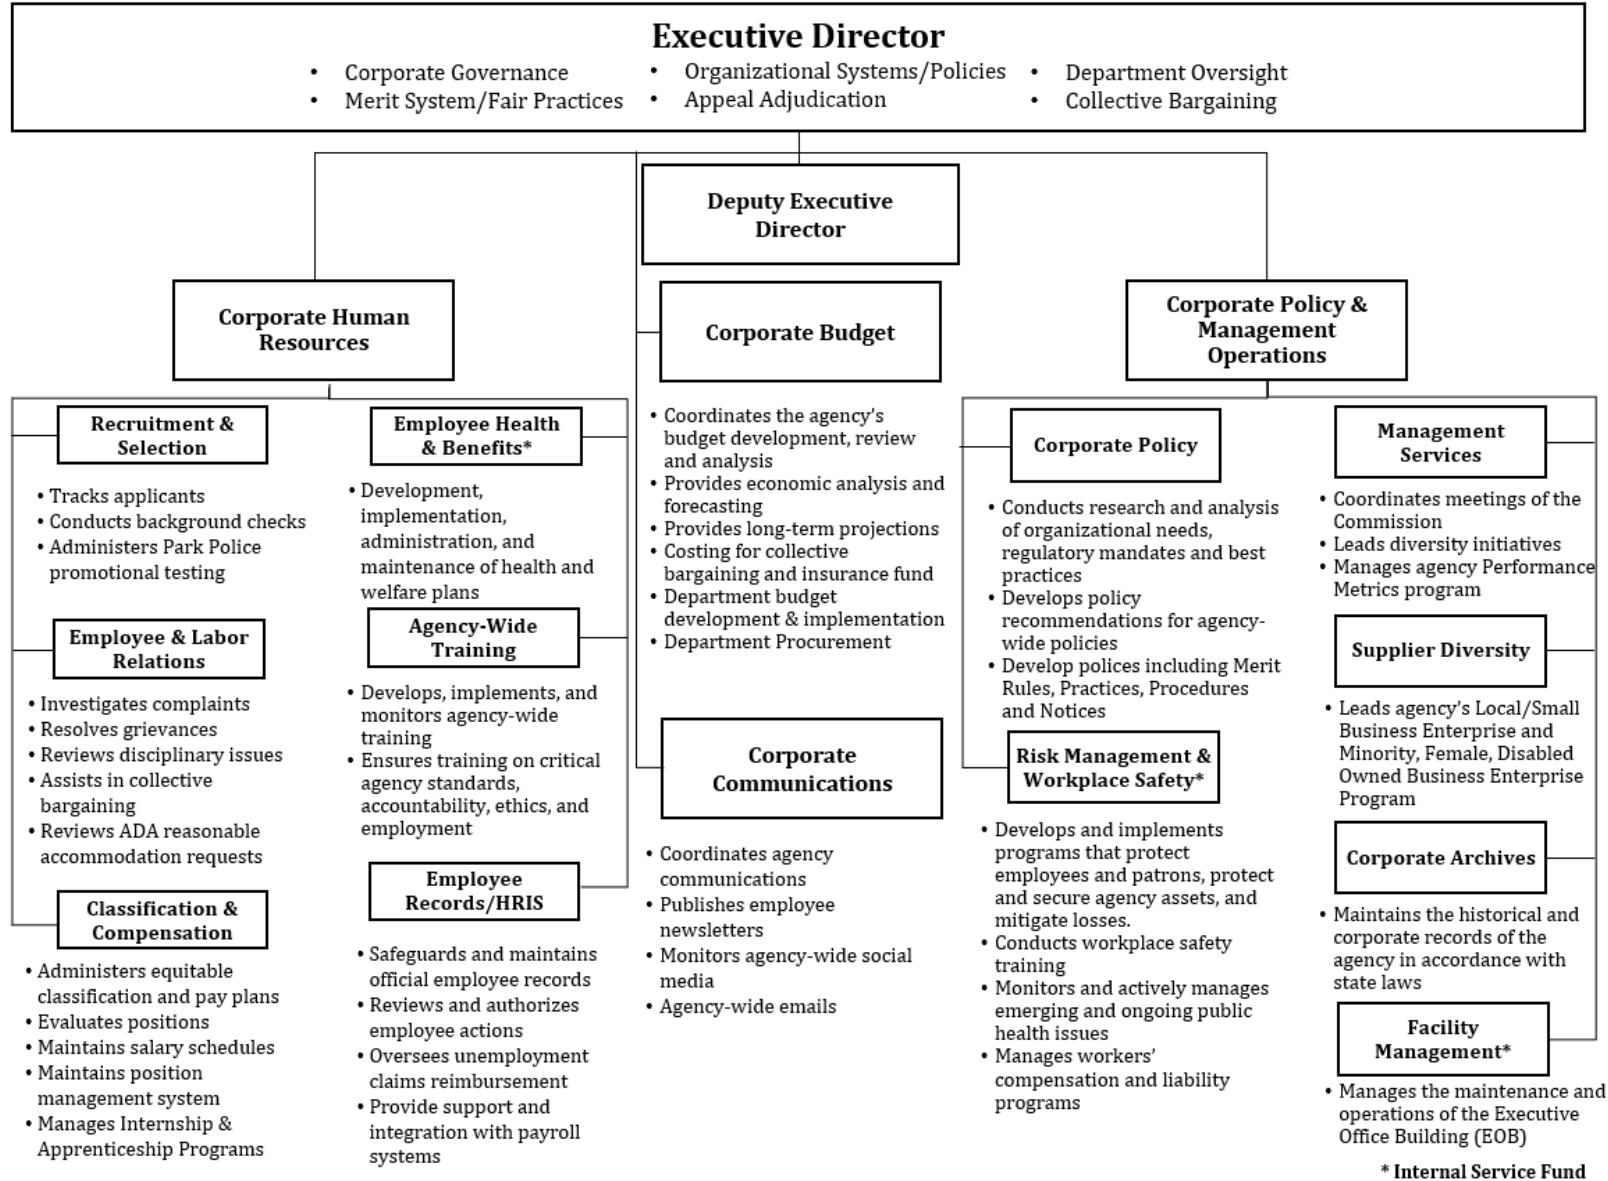 Executive Director
• Corporate Governance
• Merit System/Fair Practices
• Organizational Systems/Policies
• Appeal Adjudication
• Department Oversight
• Collective Bargaining
Deputy Executive
Director
Corporate Human
Resources
Recruitment &
Selection
• Tracks applicants
• Conducts background checks
• Administers Park Police
promotional testing
Employee & Labor
Relations
• Investigates complaints
• Resolves grievances
• Reviews disciplinary issues
• Assists in collective
bargaining
• Reviews ADA reasonable
accommodation requests
Classification &
Compensation
• Administers equitable
classification and pay plans
• Evaluates positions
• Maintains salary schedules
• Maintains position
management system
• Manages Internship &
Apprenticeship Programs
Employee Health
& Benefits*
• Development,
implementation,
administration, and
maintenance of health and
welfare plans
Agency-Wide
Training
• Develops, implements, and
monitors agency-wide
training
• Ensures training on critical
agency standards,
accountability, ethics, and
employment
Employee
Records/HRIS
• Safeguards and maintains
official employee records
• Reviews and authorizes
employee actions
• Oversees unemployment
claims reimbursement
• Provide support and
integration with payroll
systems
Corporate Budget
• Coordinates the agency's
budget development, review
and analysis
• Provides economic analysis and
forecasting
• Provides long-term projections
• Costing for collective
bargaining and insurance fund
• Department budget
development & implementation
• Department Procurement
Corporate
Communications
• Coordinates agency
communications
• Publishes employee
newsletters
• Monitors agency-wide social
media
• Agency-wide emails
Corporate Policy &
Management
Operations
Corporate Policy
• Conducts research and analysis
of organizational needs,
regulatory mandates and best
practices
• Develops policy
recommendations for agency-
wide policies
• Develop polices including Merit
Rules, Practices, Procedures
and Notices
Risk Management &
Workplace Safety*
• Develops and implements
programs that protect
employees and patrons, protect
and secure agency assets, and
mitigate losses.
• Conducts workplace safety
training
• Monitors and actively manages
emerging and ongoing public
health issues
• Manages workers'
compensation and liability
programs
Management
Services
• Coordinates meetings of the
Commission
• Leads diversity initiatives
• Manages agency Performance
Metrics program
Supplier Diversity
• Leads agency's Local/Small
Business Enterprise and
Minority, Female, Disabled
Owned Business Enterprise
Program
Corporate Archives
• Maintains the historical and
corporate records of the
agency in accordance with
state laws
Facility
Management*
• Manages the maintenance and
operations of the Executive
Office Building (EOB)
* Internal Service Fund